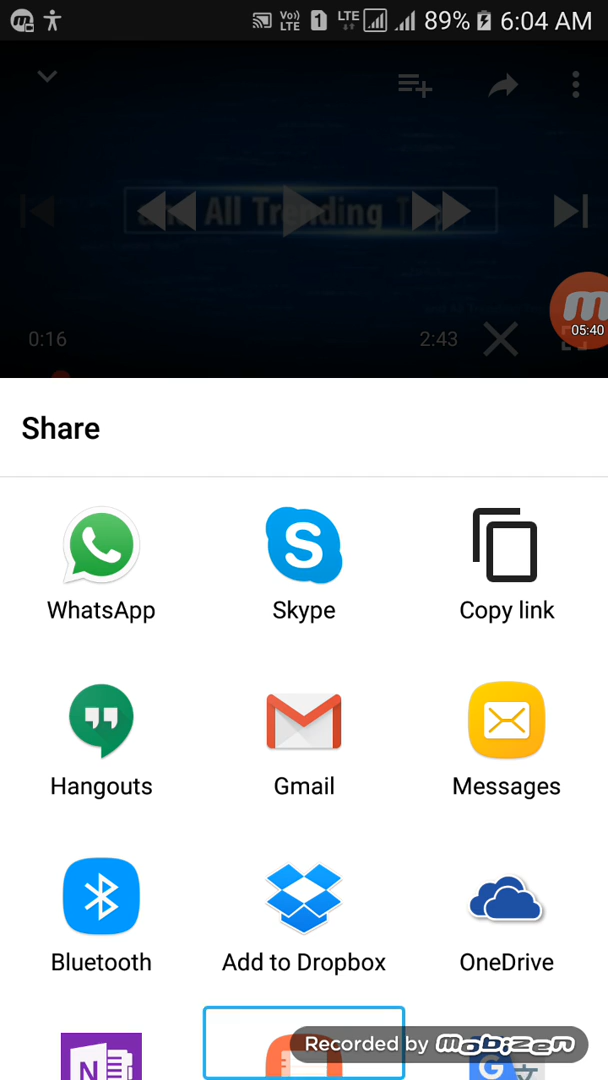 Vo))
LTE
1
LTE
89%
6:04 AM
All Trending
0:16
2:43
05:40
Share
WhatsApp
Skype
Copy link
Hangouts
Gmail
Messages
Bluetooth
Add to Dropbox
OneDrive
N
G
Recorded by mobizen